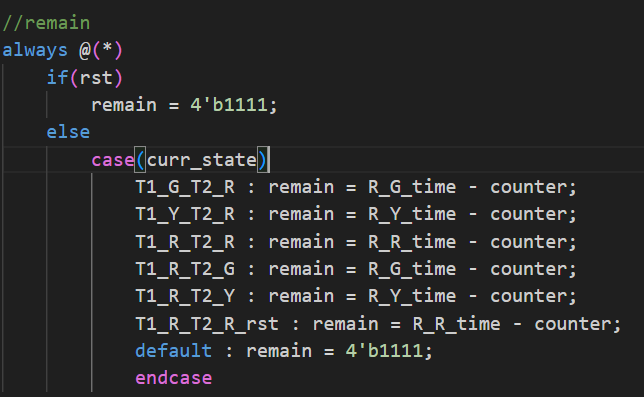 //remain
always @(*)
    if(rst)
        remain = 4'b1111;
    else
        case(curr_state)
            T1_G_T2_R : remain = R_G_time - counter;
            T1_Y_T2_R : remain = R_Y_time - counter;
            T1_R_T2_R : remain = R_R_time - counter;
            T1_R_T2_G : remain = R_G_time - counter;
            T1_R_T2_Y : remain = R_Y_time - counter;
            T1_R_T2_R_rst : remain = R_R_time - counter;
            default : remain = 4'b1111;
            endcase